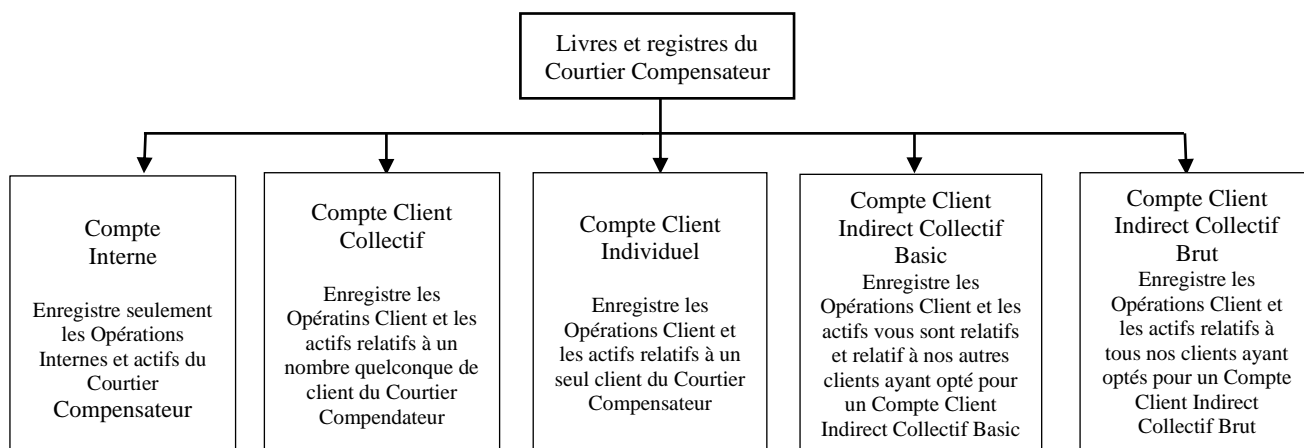 Livres et registres du
Courtier Compensateur
Compte
Interne
Enregistre seulement
les Opérations
Internes et actifs du
Courtier
Compensateur
Compte Client
Collectif
Enregistre les
Opératins Client et les
actifs relatifs à un
nombre quelconque de
client du Courtier
Compendateur
Compte Client
Individuel
Enregistre les
Opérations Client et
les actifs relatifs à un
seul client du Courtier
Compensateur
Compte Client
Indirect Collectif
Basic
Enregistre les
Opérations Client et les
actifs vous sont relatifs
et relatif à nos autres
clients ayant opté pour
un Compte Client
Indirect Collectif Basic
Compte Client
Indirect Collectif
Brut
Enregistre les
Opérations Client et
les actifs relatifs à
tous nos clients ayant
optés pour un Compte
Client Indirect
Collectif Brut